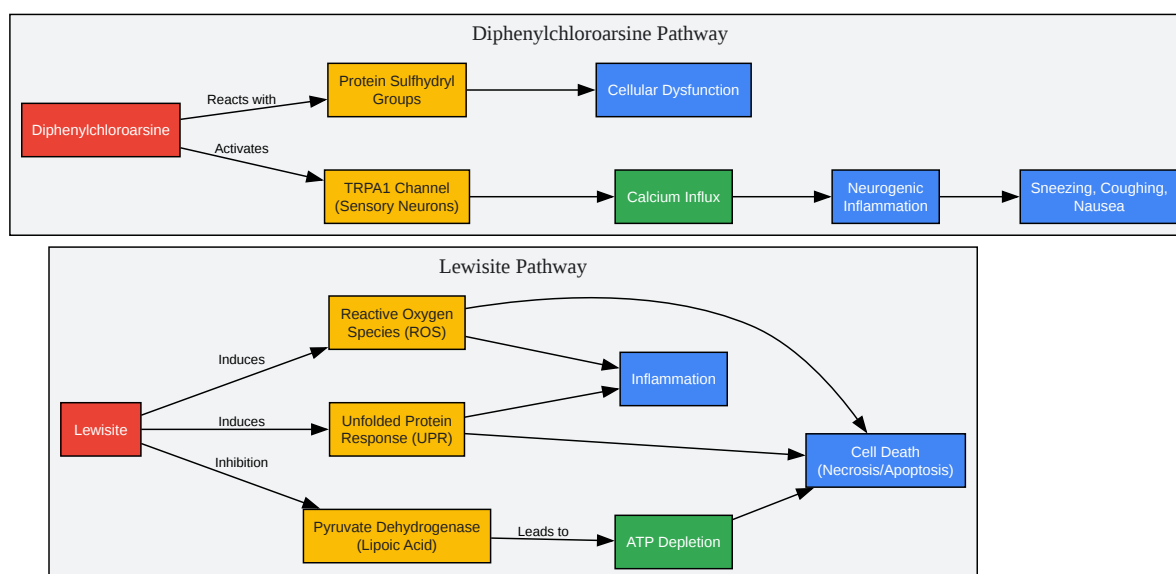 Diphenylchloroarsine Pathway
Protein Sulfhydryl
Groups
Cellular Dysfunction
Reacts with
Diphenylchloroarsine
Activates
TRPA1 Channel
(Sensory Neurons)
Calcium Influx
Neurogenic
Inflammation
Sneezing, Coughing,
Nausea
Lewisite Pathway
Reactive Oxygen
Species (ROS)
Induces
Inflammation
Lewisite
Induces
Unfolded Protein
Response (UPR)
Cell Death
(Necrosis/Apoptosis)
Inhibition
Pyruvate Dehydrogenase
(Lipoic Acid)
Leads to
ATP Depletion